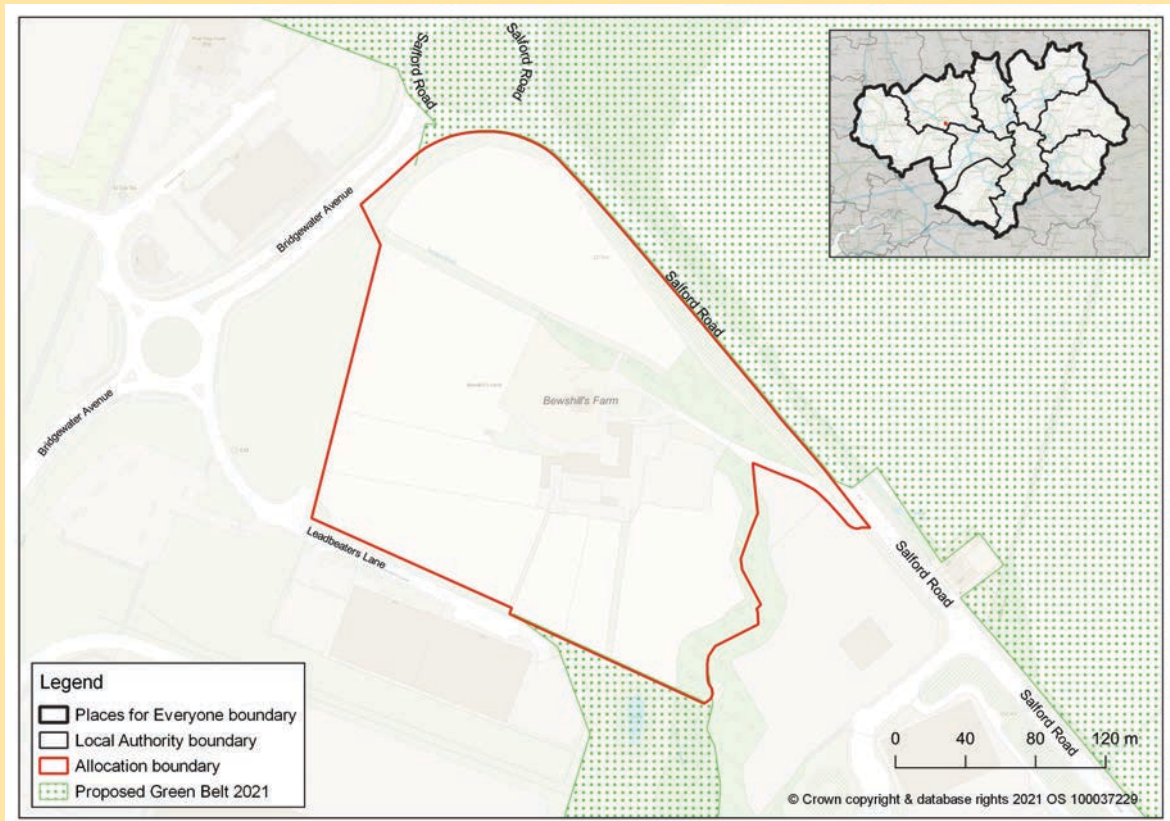 Salford Road
Salford Road
Bridgewater Avenue
Salford Road
Bewshill's Farm
Bridgewater Avenue
Leadbeaters Lane
Salford Road
Salford Road
Legend
Places for Everyone boundary
Local Authority boundary
Allocation boundary
Proposed Green Belt 2021
0 40 80 120 m
© Crown copyright & database rights 2021 OS 100037229